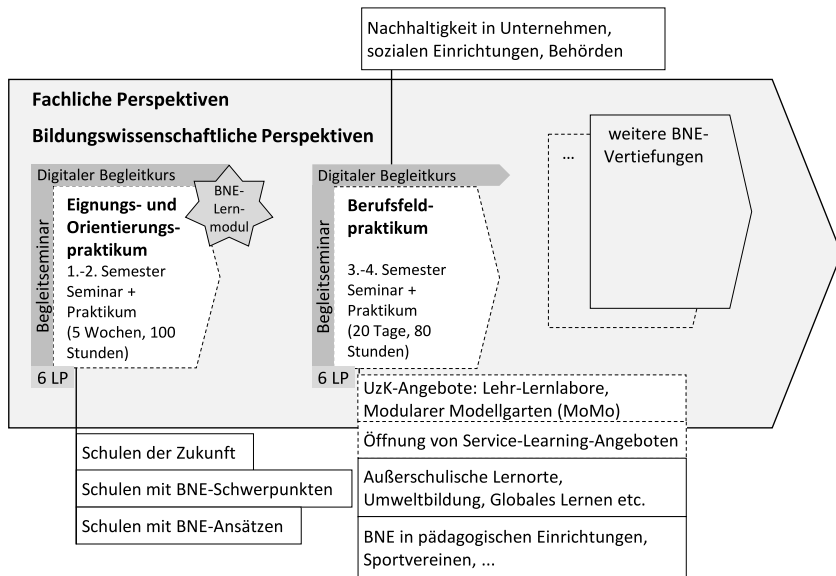 Nachhaltigkeit in Unternehmen,
sozialen Einrichtungen, Behörden
Fachliche Perspektiven
Bildungswissenschaftliche Perspektiven
Digitaler Begleitkurs
BNE-
Lern-
modul
Begleitseminar
Eignungs- und
Orientierungs-
praktikum
1.-2. Semester
Seminar +
Praktikum
(5 Wochen, 100
Stunden)
6 LP
Schulen der Zukunft
Schulen mit BNE-Schwerpunkten
Schulen mit BNE-Ansätzen
Digitaler Begleitkurs
Begleitseminar
Berufsfeld-
praktikum
3.-4. Semester
Seminar +
Praktikum
(20 Tage, 80
Stunden)
6 LP
UzK-Angebote: Lehr-Lernlabore,
Modularer Modellgarten (MoMo)
Öffnung von Service-Learning-Angeboten
Außerschulische Lernorte,
Umweltbildung, Globales Lernen etc.
BNE in pädagogischen Einrichtungen,
Sportvereinen, ...
...
weitere BNE-
Vertiefungen